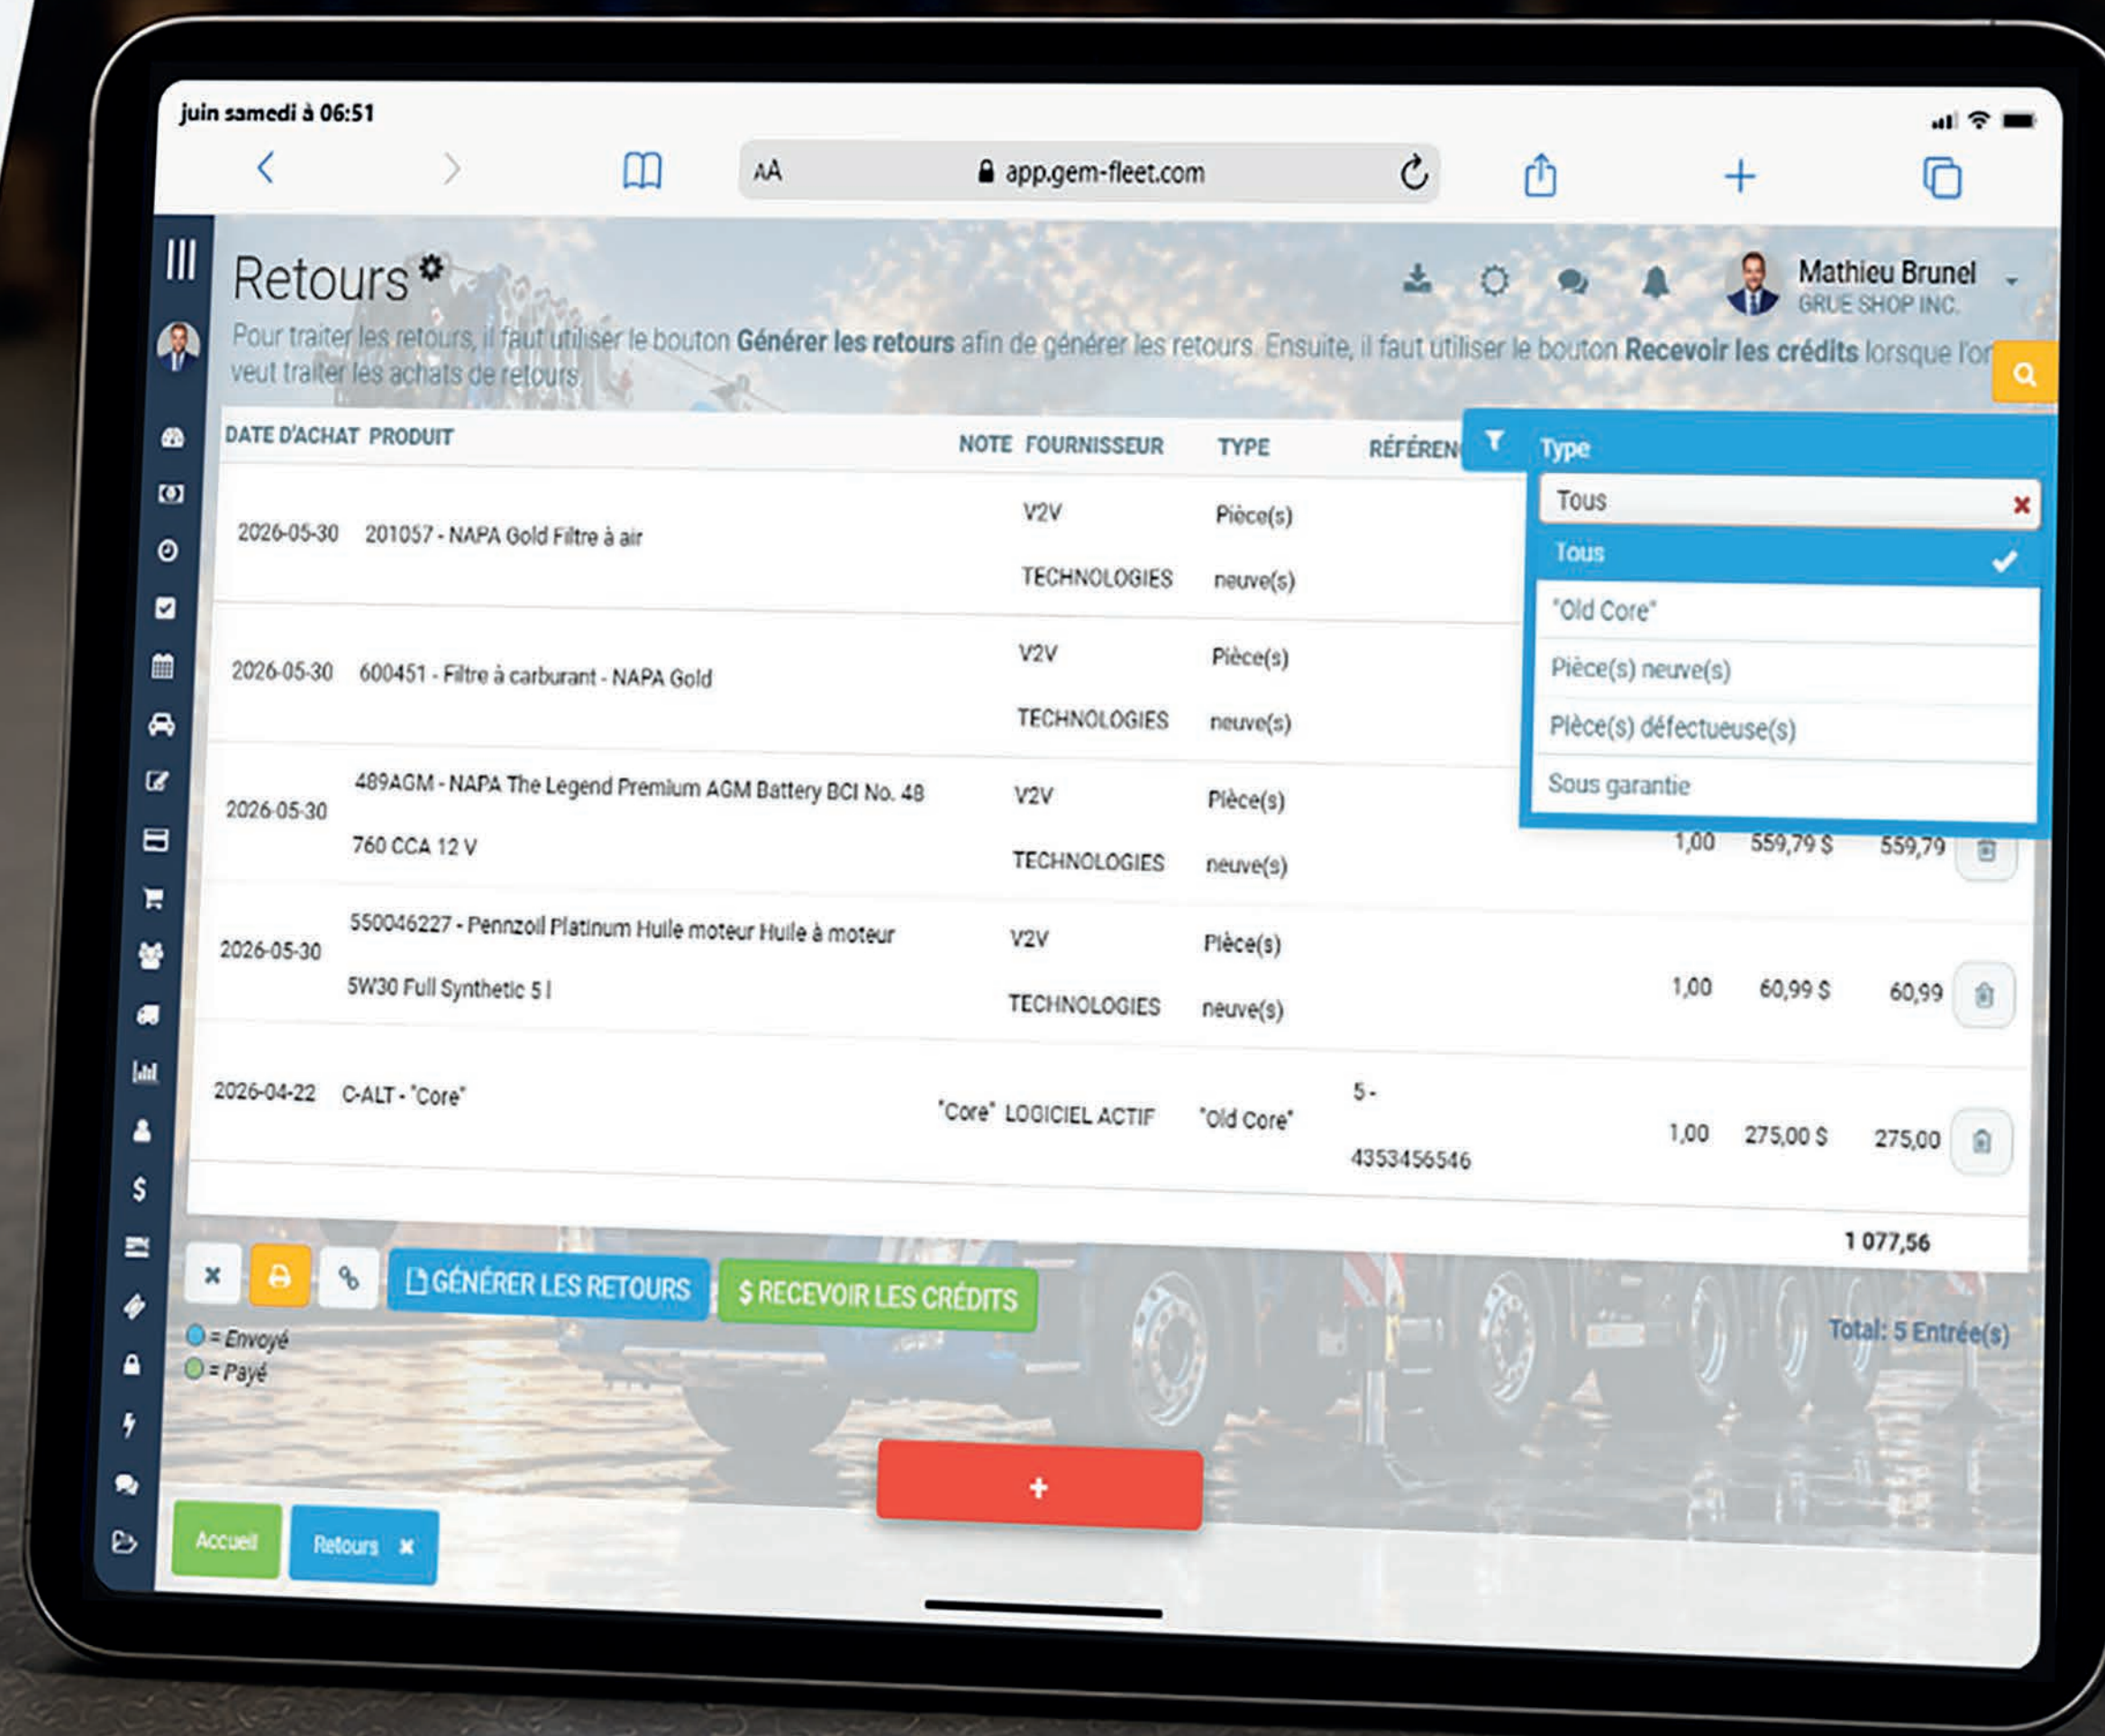 juin samedi à 06:51
AA app.gem-fleet.com
Retours
Mathieu Brunel
GRUE SHOP INC.
Pour traiter les retours, il faut utiliser le bouton Générer les retours afin de générer les retours. Ensuite, il faut utiliser le bouton Recevoir les crédits lorsque l'on
veut traiter les achats de retours.
DATE D'ACHAT PRODUIT NOTE FOURNISSEUR TYPE RÉFÉREN
Type
Tous
Tous
"Old Core"
Pièce(s) neuve(s)
Pièce(s) défectueuse(s)
Sous garantie
2026-05-30 201057 - NAPA Gold Filtre à air V2V Pièce(s)
TECHNOLOGIES neuve(s)
2026-05-30 600451 - Filtre à carburant - NAPA Gold V2V Pièce(s)
TECHNOLOGIES neuve(s)
2026-05-30 489AGM - NAPA The Legend Premium AGM Battery BCI No. 48 V2V Pièce(s)
760 CCA 12 V TECHNOLOGIES neuve(s) 1,00 559,79 $ 559,79
2026-05-30 550046227 - Pennzoil Platinum Huile moteur Huile à moteur V2V Pièce(s)
5W30 Full Synthetic 5 l TECHNOLOGIES neuve(s) 1,00 60,99 $ 60,99
2026-04-22 C-ALT - "Core" "Core" LOGICIEL ACTIF "Old Core" 5 -
4353456546 1,00 275,00 $ 275,00
1 077,56
GÉNÉRER LES RETOURS $ RECEVOIR LES CRÉDITS
= Envoyé
= Payé
Total: 5 Entrée(s)
+
Accueil Retours ×